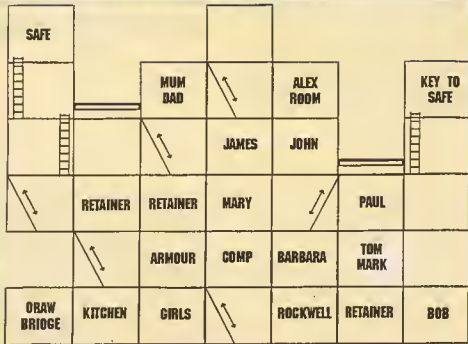 SAFE
MUM
DAD
ALEX
ROOM
KEY TO
SAFE
JAMES
JOHN
RETAINER
RETAINER
MARY
PAUL
ARMOUR
COMP
BARBARA
TOM
MARK
DRAW
BRIDGE
KITCHEN
GIRLS
ROCKWELL
RETAINER
BOB